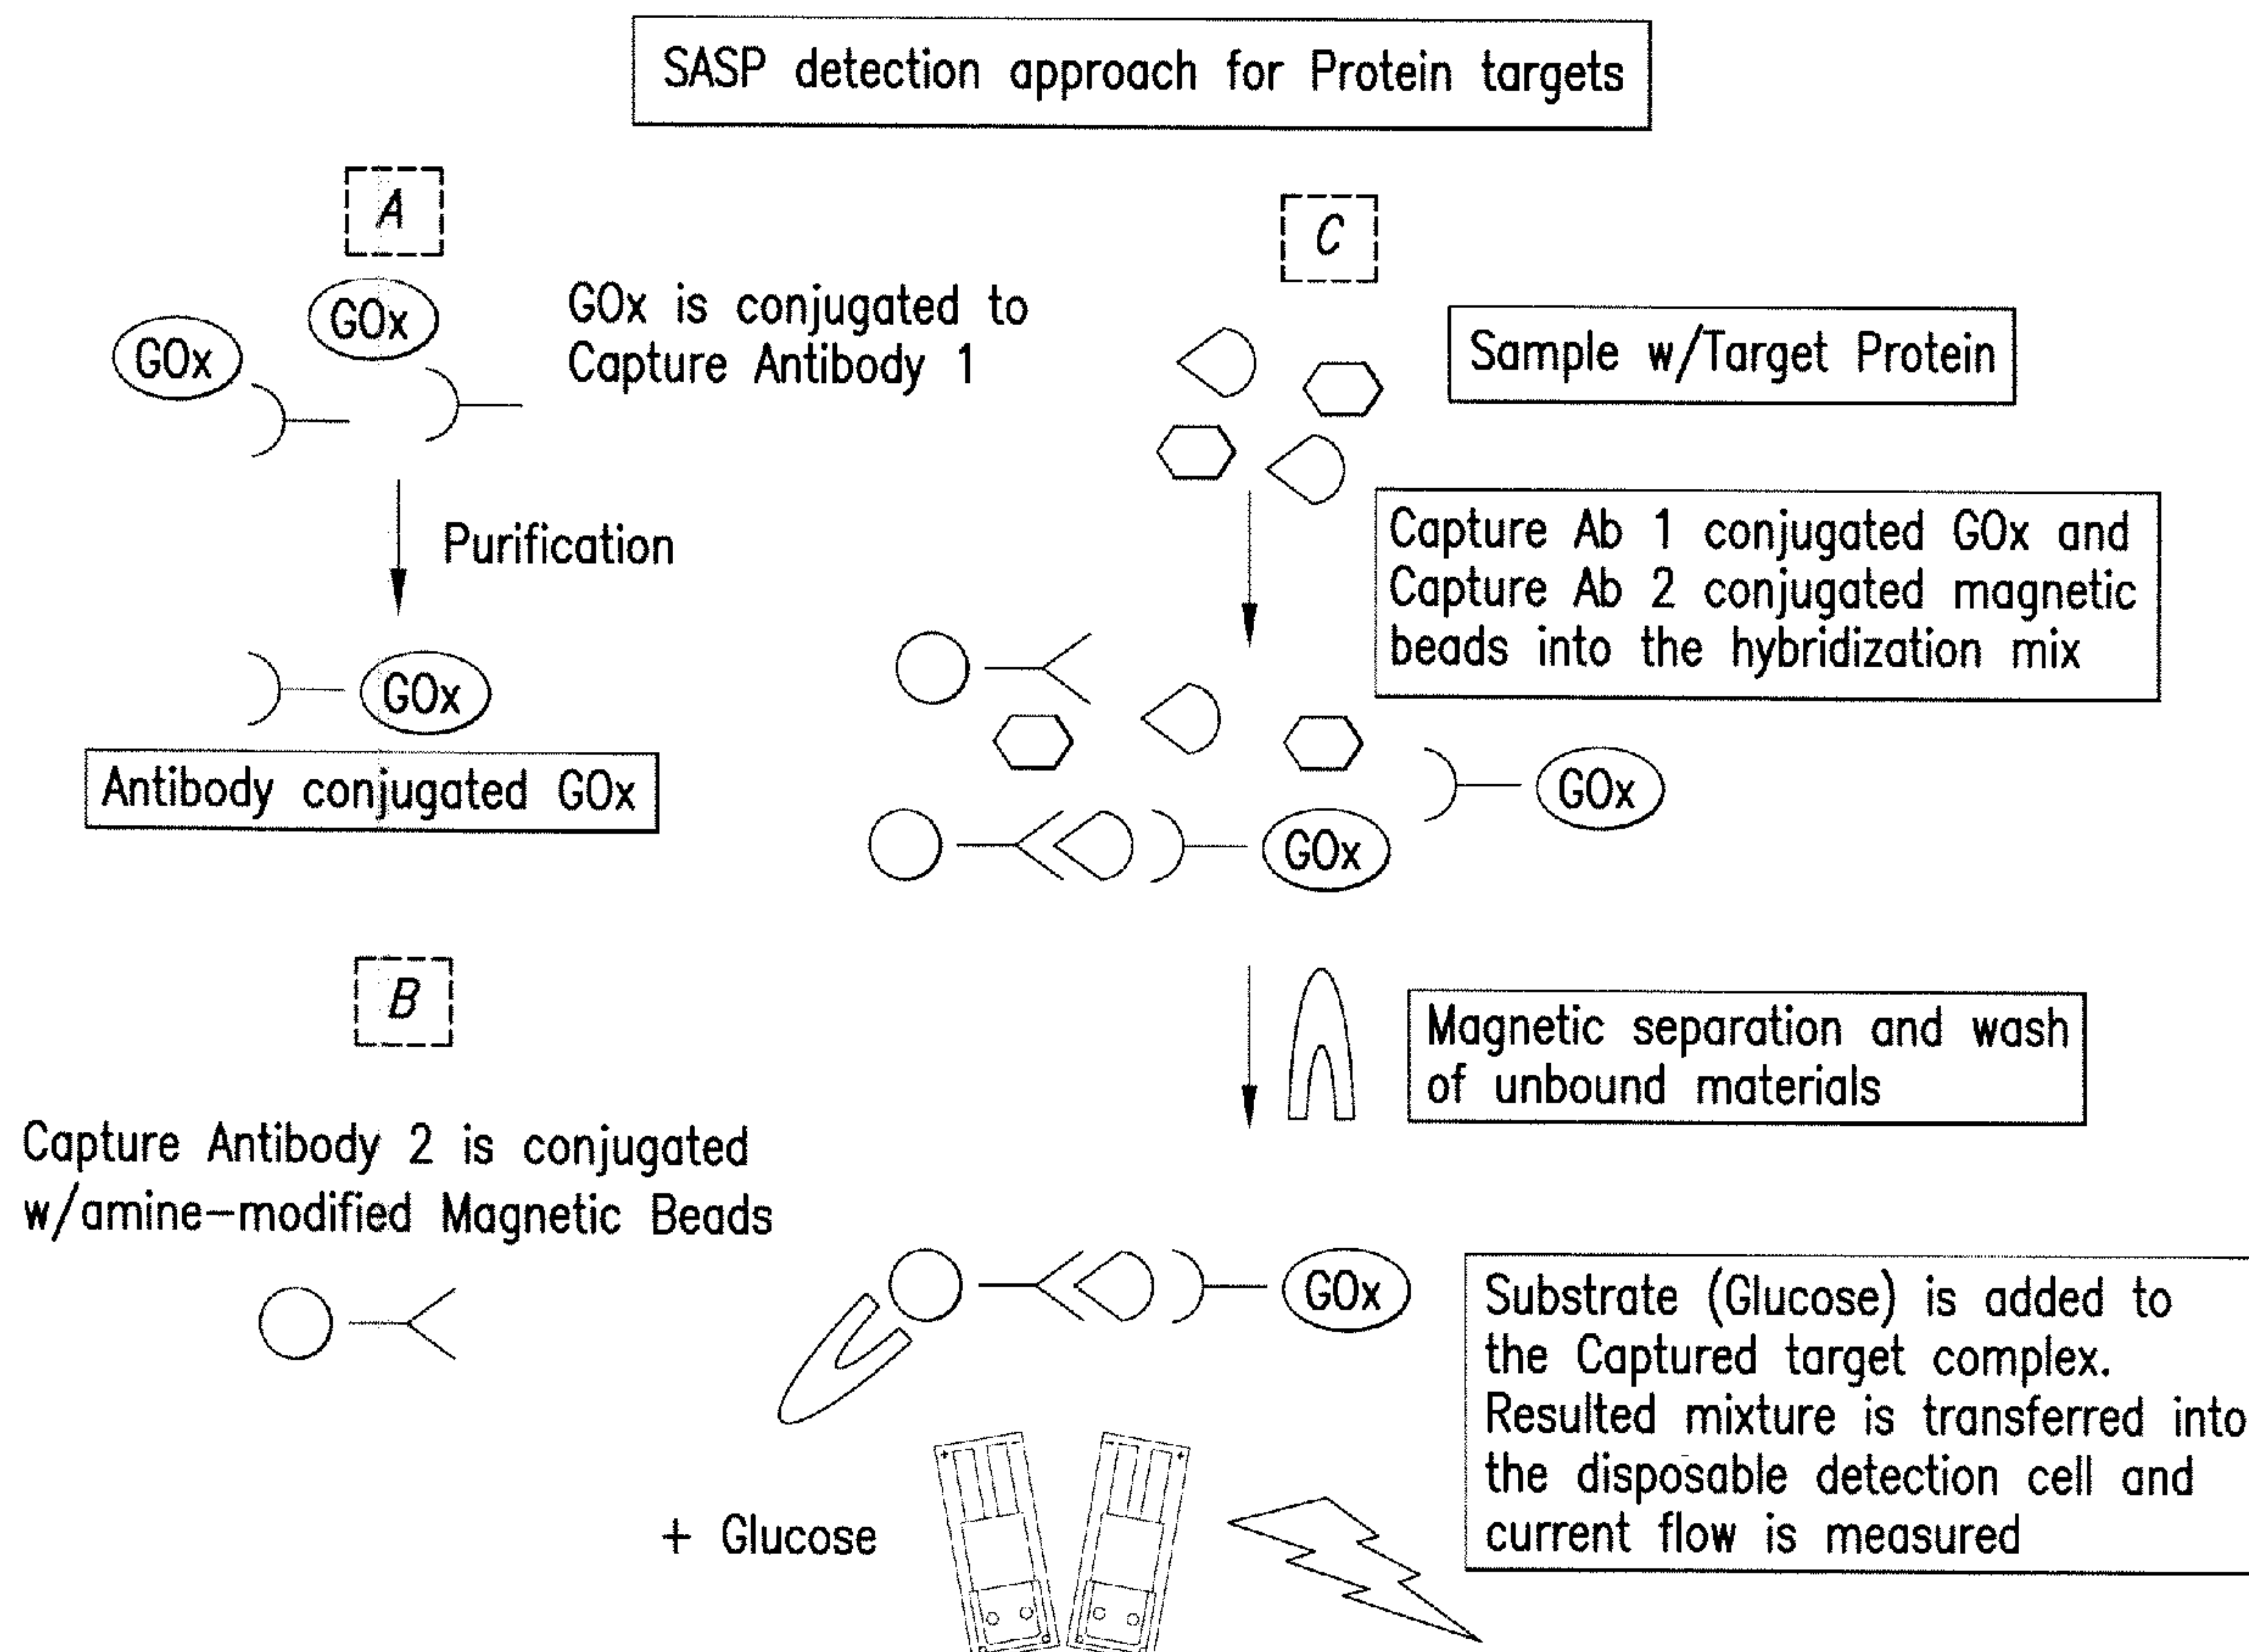 SASP detection approach for Protein targets
A
GOx
GOx
GOx is conjugated to
Capture Antibody 1
Purification
GOx
Antibody conjugated GOx
B
Capture Antibody 2 is conjugated
w/amine-modified Magnetic Beads
C
Sample w/Target Protein
Capture Ab 1 conjugated GOx and
Capture Ab 2 conjugated magnetic
beads into the hybridization mix
GOx
GOx
Magnetic separation and wash
of unbound materials
GOx
Substrate (Glucose) is added to
the Captured target complex.
Resulted mixture is transferred into
the disposable detection cell and
current flow is measured
+ Glucose